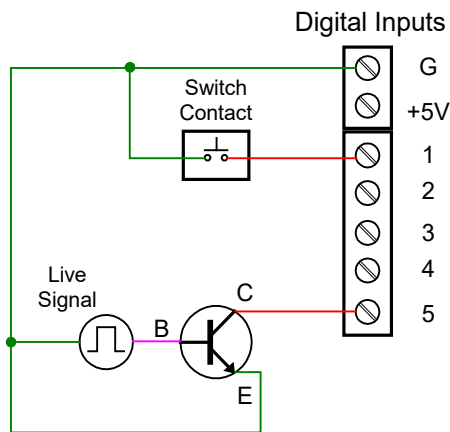 Digital Inputs
G
+5V
Switch
Contact
1
2
3
4
5
Live
Signal
B
C
E